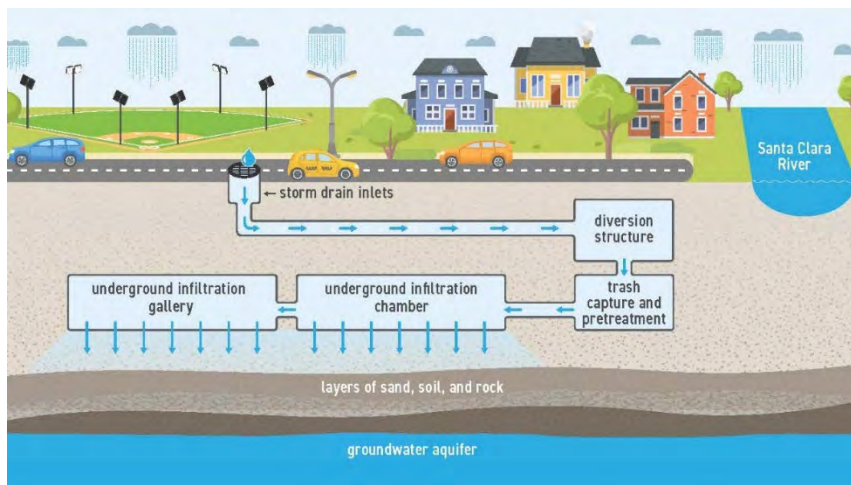 Santa Clara
River
← storm drain inlets
diversion
structure
underground infiltration
gallery
underground infiltration
chamber
trash
capture and
pretreatment
layers of sand, soil, and rock
groundwater aquifer